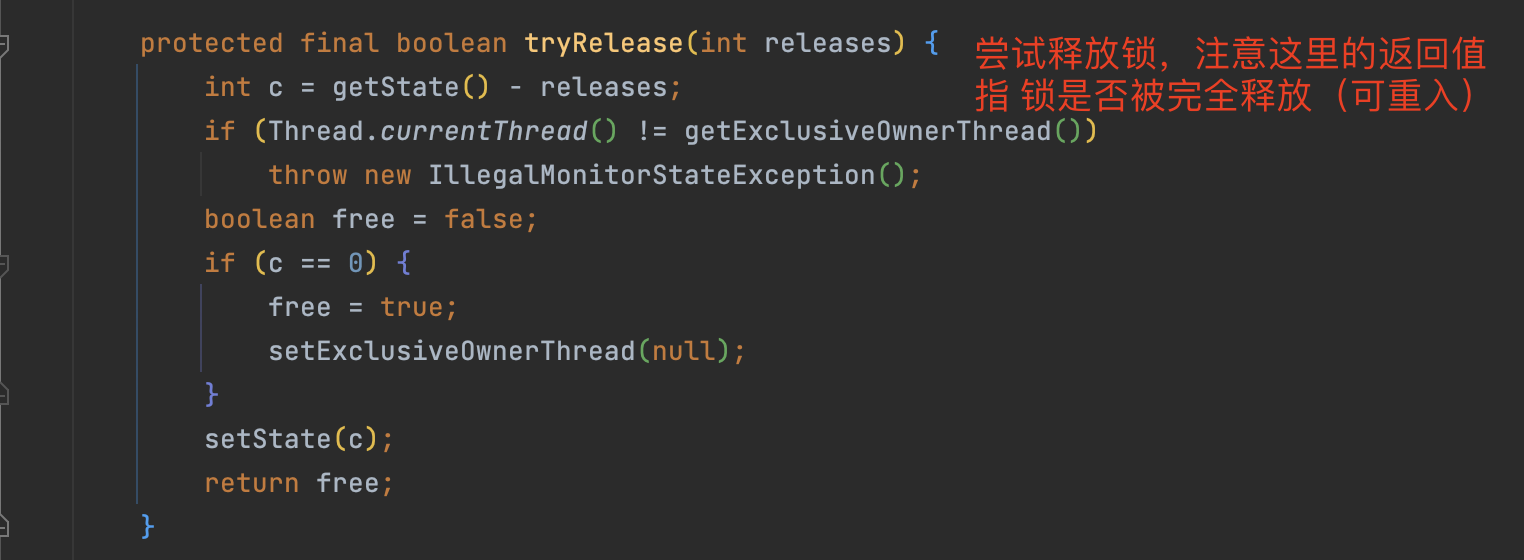 protected final boolean tryRelease(int releases) {
尝试释放锁，注意这里的返回值
指 锁是否被完全释放（可重入）
int c = getState() - releases;
if (Thread.currentThread() != getExclusiveOwnerThread())
throw new IllegalMonitorStateException();
boolean free = false;
if (c == 0) {
free = true;
setExclusiveOwnerThread(null);
}
setState(c);
return free;
}